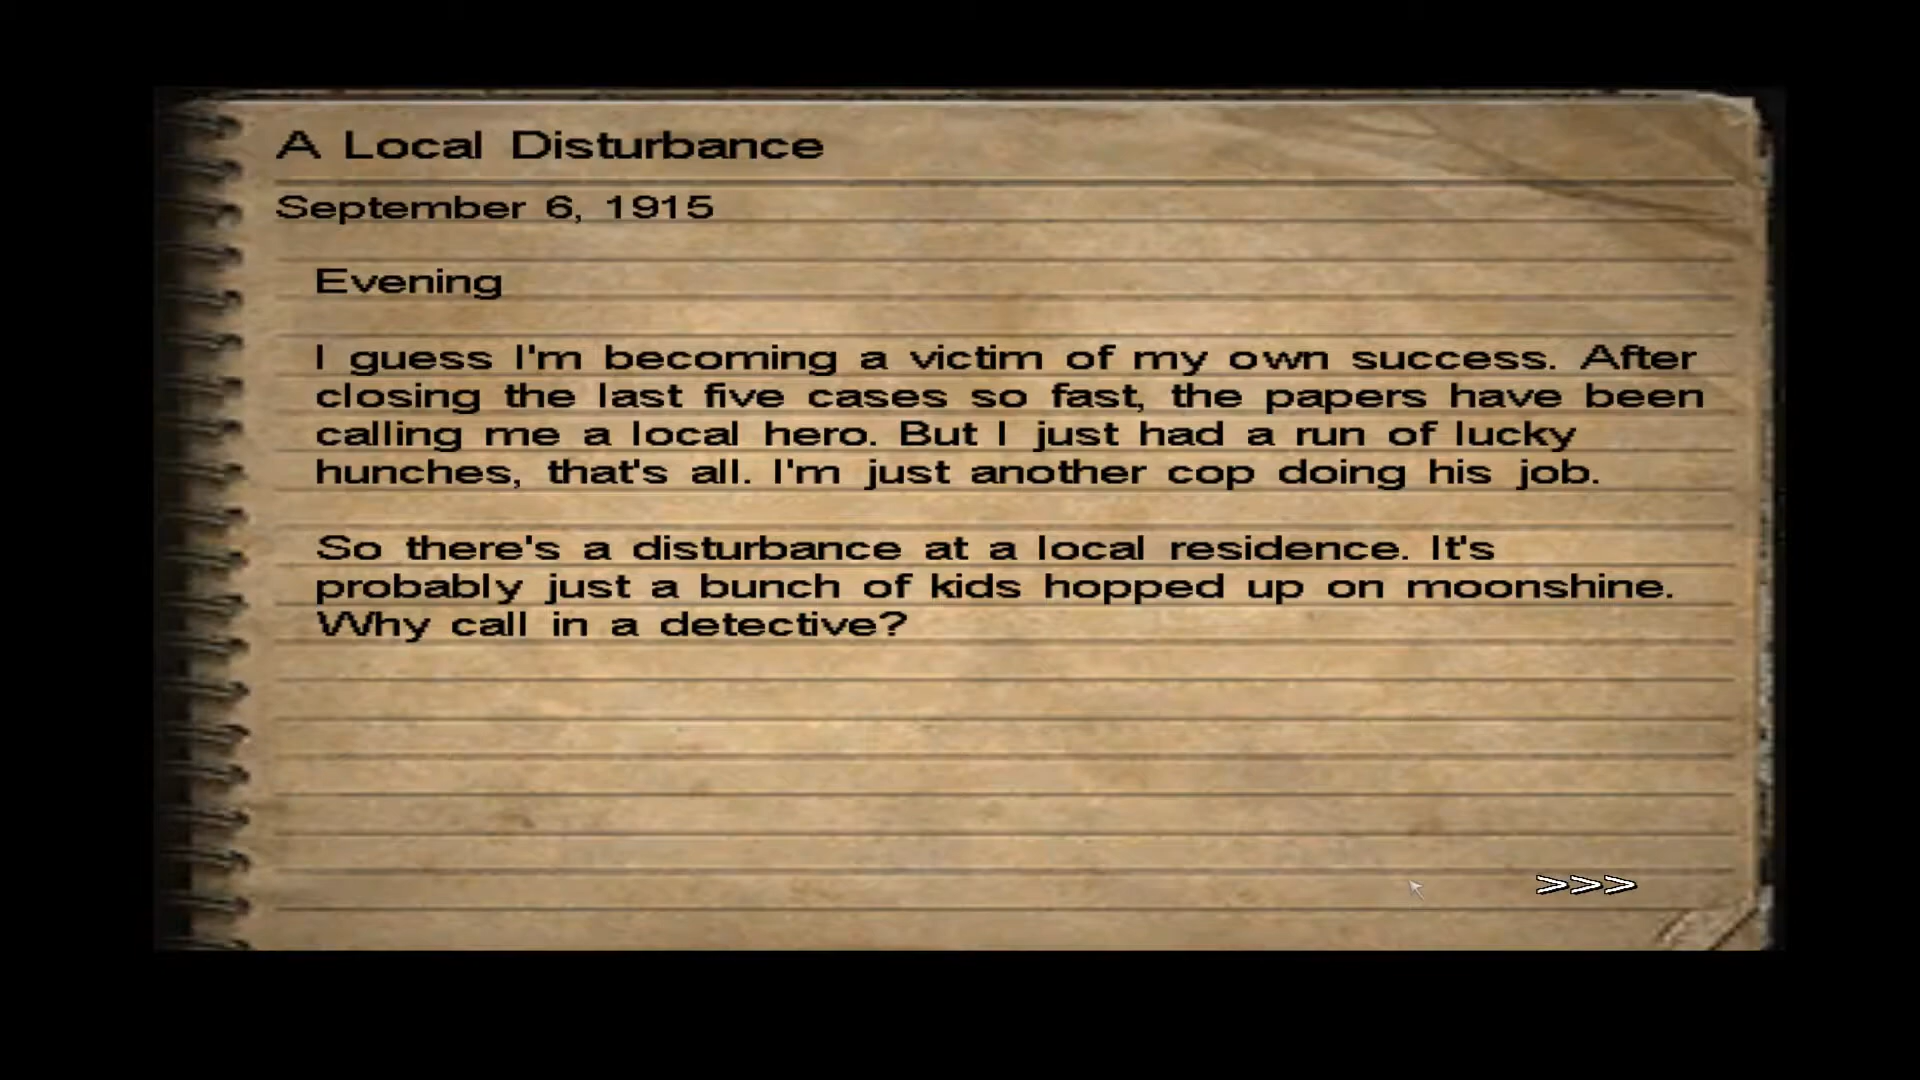 A Local Disturbance
September 6, 1915
Evening
I guess I'm becoming a victim of my own success. After
closing the last five cases so fast, the papers have been
calling me a local hero. But I just had a run of lucky
hunches, that's all. I'm just another cop doing his job.
So there's a disturbance at a local residence. It's
probably just a bunch of kids hopped up on moonshine.
Why call in a detective?
>>>